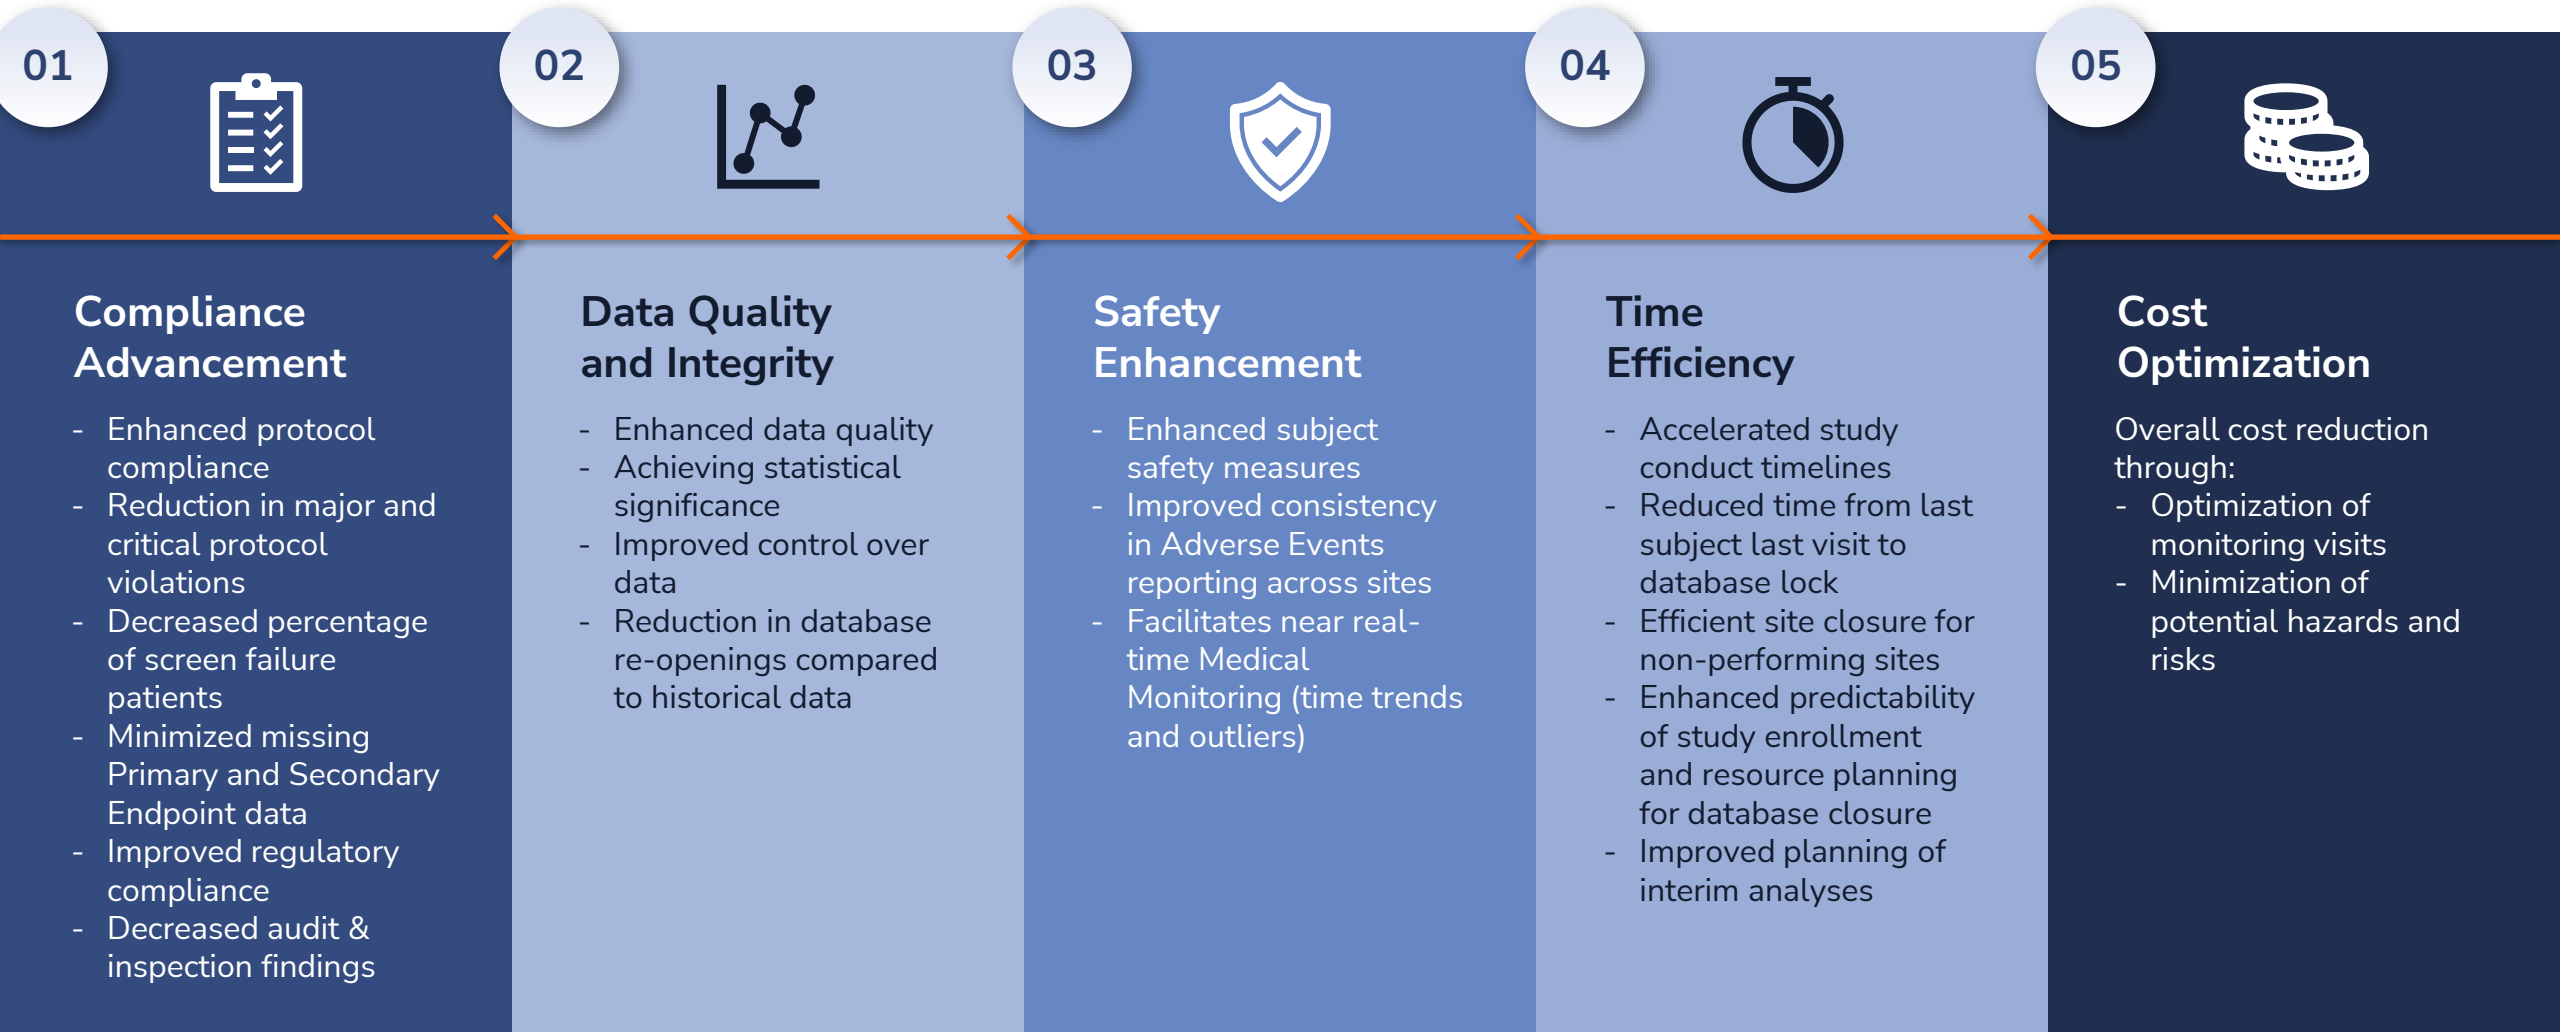 01
Compliance
Advancement
- Enhanced protocol
compliance
- Reduction in major and
critical protocol
violations
- Decreased percentage
of screen failure
patients
- Minimized missing
Primary and Secondary
Endpoint data
- Improved regulatory
compliance
- Decreased audit &
inspection findings
02
Data Quality
and Integrity
- Enhanced data quality
- Achieving statistical
significance
- Improved control over
data
- Reduction in database
re-openings compared
to historical data
03
Safety
Enhancement
- Enhanced subject
safety measures
- Improved consistency
in Adverse Events
reporting across sites
- Facilitates near real-
time Medical
Monitoring (time trends
and outliers)
04
Time
Efficiency
- Accelerated study
conduct timelines
- Reduced time from last
subject last visit to
database lock
- Efficient site closure for
non-performing sites
- Enhanced predictability
of study enrollment
and resource planning
for database closure
- Improved planning of
interim analyses
05
Cost
Optimization
Overall cost reduction
through:
- Optimization of
monitoring visits
- Minimization of
potential hazards and
risks